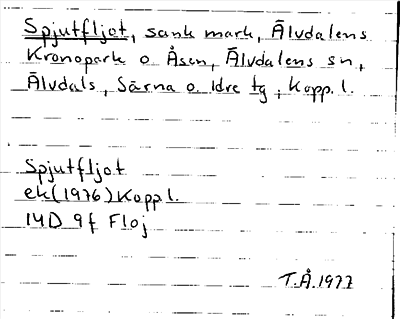 Spjutfljot, sank mark, Älvdalens
Kronopark o Åsen, Älvdalens sn,
Älvdals, Särna o. Idre tg, Kopp. l.
Spjutfljot
ek (1976) Kopp l.
14D 9f Floj
T.Å. 1977